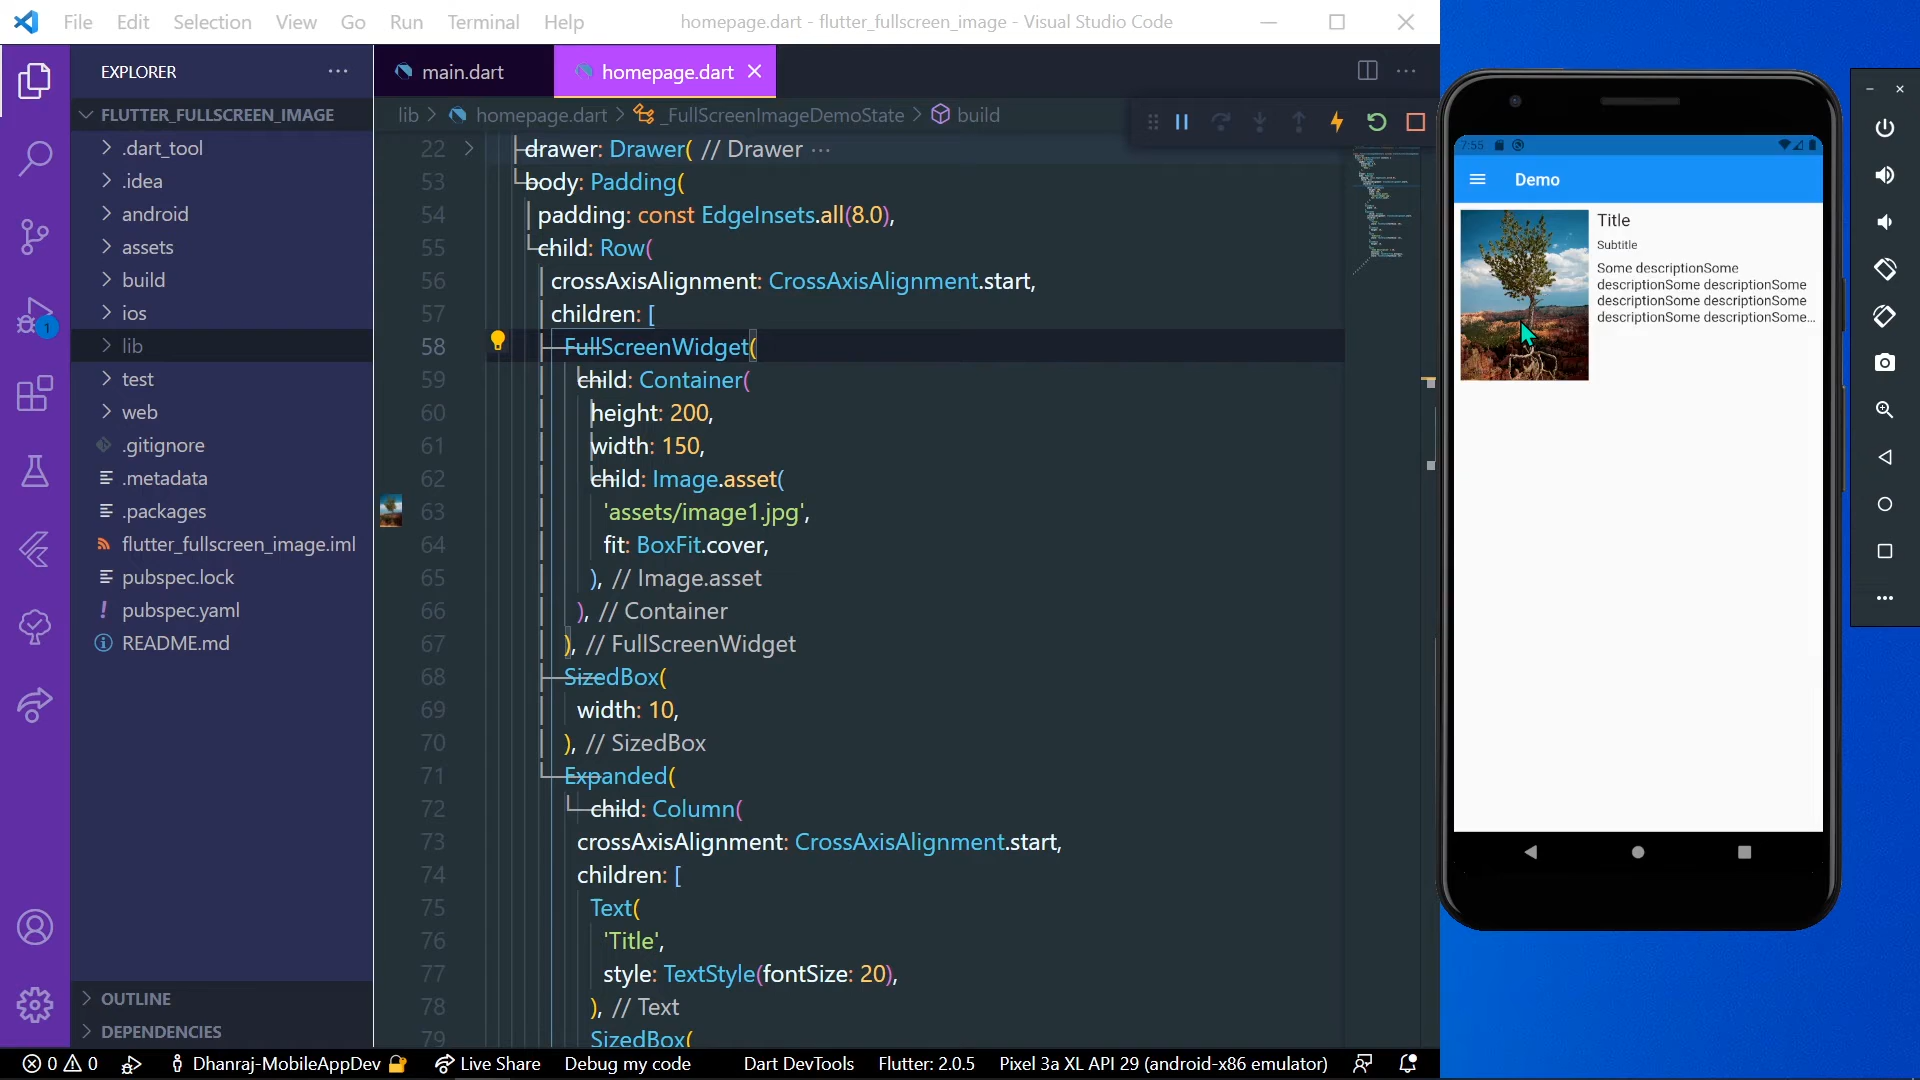 File Edit Selection View Go Run Terminal Help
homepage.dart - flutter_fullscreen_image - Visual Studio Code
EXPLORER
main.dart
homepage.dart
FLUTTER_FULLSCREEN_IMAGE
.dart_tool
.idea
android
assets
build
ios
lib
test
web
.gitignore
.metadata
.packages
flutter_fullscreen_image.iml
pubspec.lock
pubspec.yaml
README.md
OUTLINE
DEPENDENCIES
1
lib > homepage.dart > _FullScreenImageDemoState > build
22 drawer: Drawer( // Drawer ...
53 body: Padding(
54 padding: const EdgeInsets.all(8.0),
55 child: Row(
56 crossAxisAlignment: CrossAxisAlignment.start,
57 children: [
58 FullScreenWidget(
59 child: Container(
60 height: 200,
61 width: 150,
62 child: Image.asset(
63 'assets/image1.jpg',
64 fit: BoxFit.cover,
65 ), // Image.asset
66 ), // Container
67 ), // FullScreenWidget
68 SizedBox(
69 width: 10,
70 ), // SizedBox
71 Expanded(
72 child: Column(
73 crossAxisAlignment: CrossAxisAlignment.start,
74 children: [
75 Text(
76 'Title',
77 style: TextStyle(fontSize: 20),
78 ), // Text
79 SizedBox(
7:55
Demo
Title
Subtitle
Some descriptionSome
descriptionSome descriptionSome
descriptionSome descriptionSome
descriptionSome descriptionSome...
0 0 Dhanraj-MobileAppDev Live Share Debug my code Dart DevTools Flutter: 2.0.5 Pixel 3a XL API 29 (android-x86 emulator)